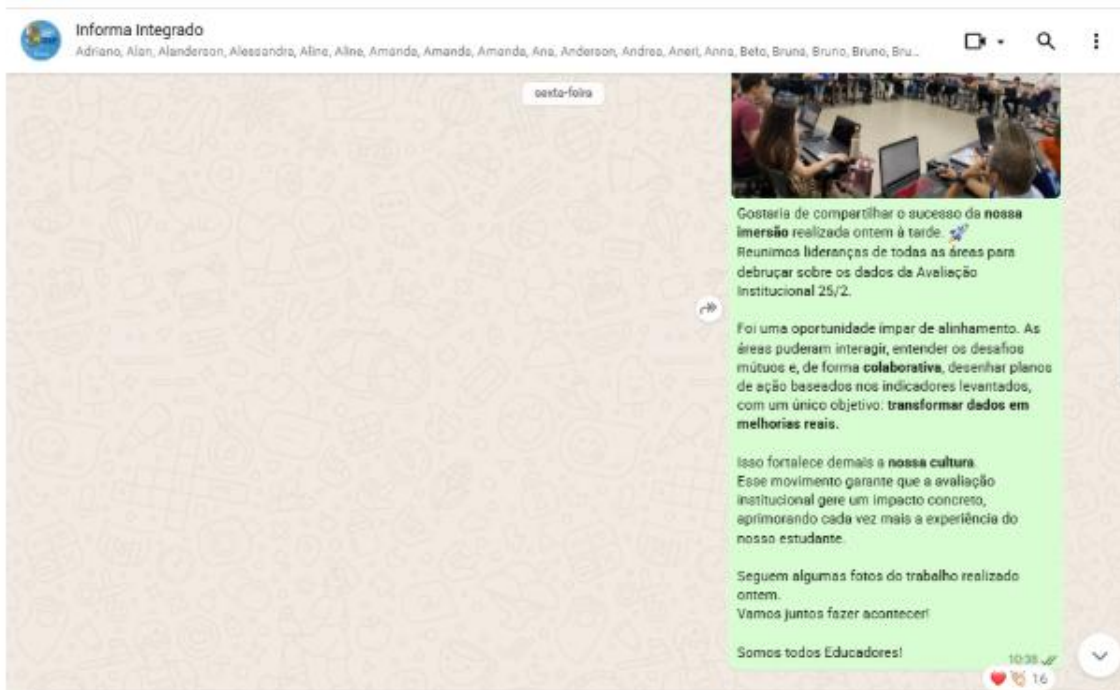 Informa Integrado
Adriano, Alan, Alanderson, Alessandra, Aline, Aline, Amanda, Amanda, Amanda, Ana, Anderson, Andrea, Aneri, Anna, Beto, Bruna, Bruno, Bruno, Bru...
sexta-feira
Gostaria de compartilhar o sucesso da nossa
imersão realizada ontem à tarde. 🚀
Reunimos lideranças de todas as áreas para
debruçar sobre os dados da Avaliação
Institucional 25/2.
Foi uma oportunidade ímpar de alinhamento. As
áreas puderam interagir, entender os desafios
mútuos e, de forma colaborativa, desenhar planos
de ação baseados nos indicadores levantados,
com um único objetivo: transformar dados em
melhorias reais.
Isso fortalece demais a nossa cultura.
Esse movimento garante que a avaliação
institucional gere um impacto concreto,
aprimorando cada vez mais a experiência do
nosso estudante.
Seguem algumas fotos do trabalho realizado
ontem.
Vamos juntos fazer acontecer!
Somos todos Educadores!
10:38
16